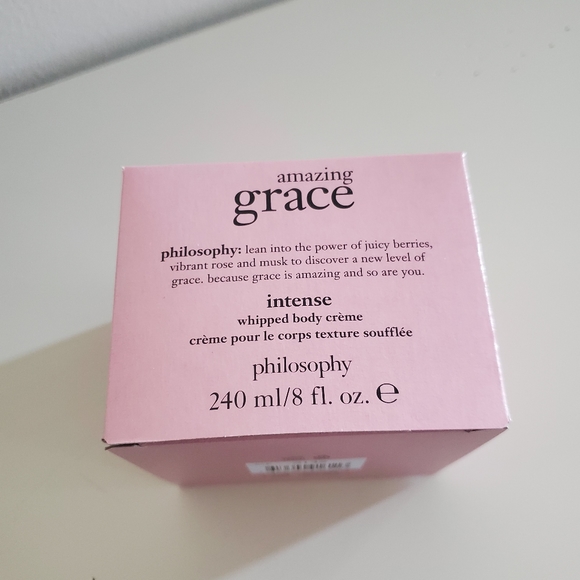 amazing
grace
philosophy: lean into the power of juicy berries,
vibrant rose and musk to discover a new level of
grace. because grace is amazing and so are you.
intense
whipped body crème
crème pour le corps texture soufflée
philosophy
240 ml/8 fl. oz. ℮